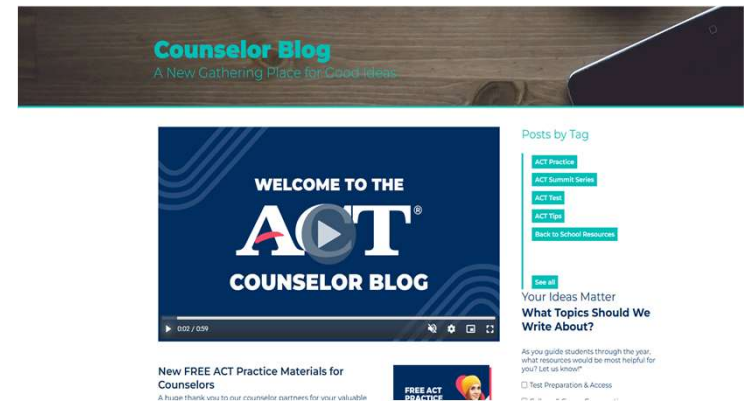 Counselor Blog
A New Gathering Place for Good Ideas
WELCOME TO THE
ACT®
COUNSELOR BLOG
0:02 / 0:59
New FREE ACT Practice Materials for
Counselors
A huge thank you to our counselor partners for your valuable
FREE ACT
PRACTICE
Posts by Tag
ACT Practice
ACT Summit Series
ACT Test
ACT Tips
Back to School Resources
See all
Your Ideas Matter
What Topics Should We
Write About?
As you guide students through the year,
what resources would be most helpful for
you? Let us know!*
Test Preparation & Access